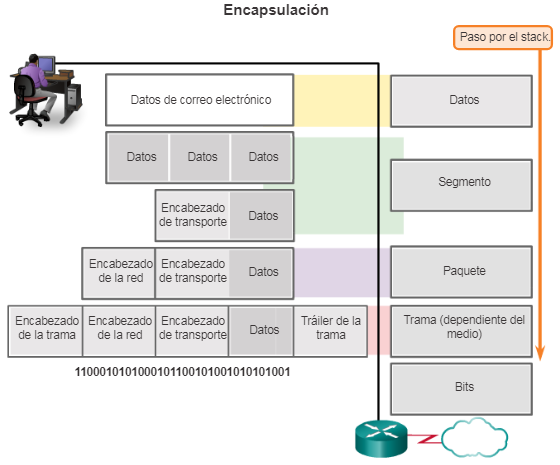 Encapsulación
Paso por el stack.
Datos de correo electrónico
Datos
Datos
Datos
Datos
Segmento
Encabezado
de transporte
Datos
Encabezado
de la red
Encabezado
de transporte
Datos
Paquete
Encabezado
de la trama
Encabezado
de la red
Encabezado
de transporte
Datos
Tráiler de la
trama
Trama (dependiente del
medio)
1100010101000101100101001010101001
Bits